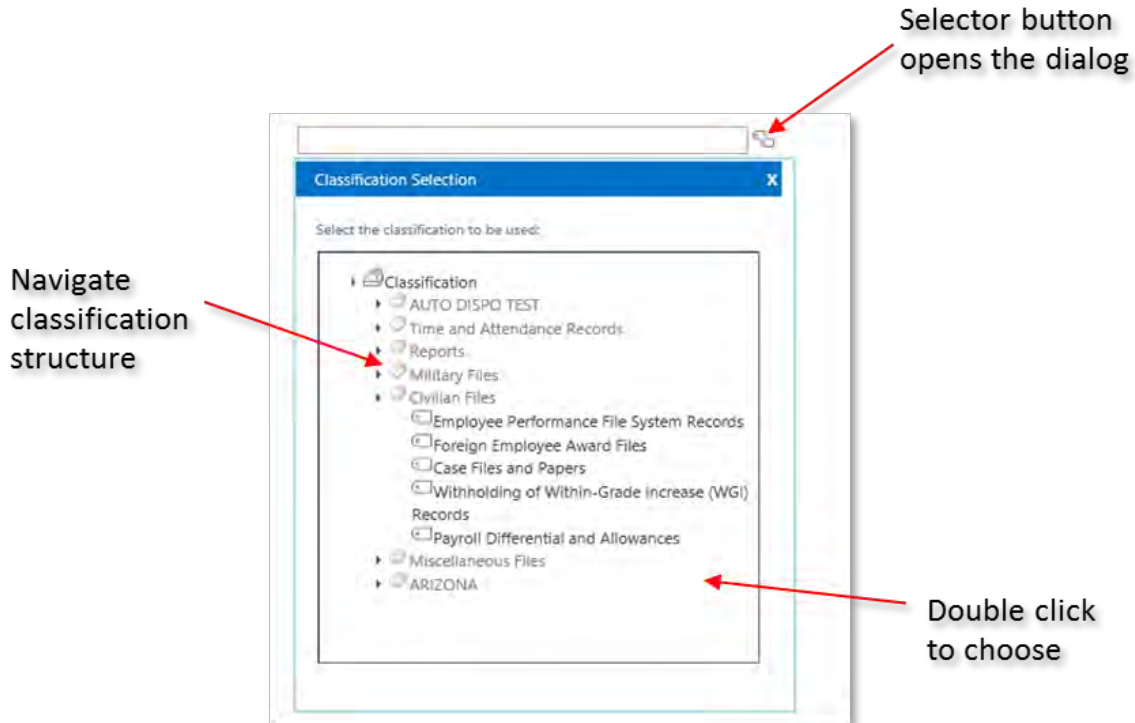 Selector button
opens the dialog
Classification Selection
X
Select the classification to be used:
Navigate
classification
structure
Classification
AUTO DISPO TEST
Time and Attendance Records
Reports
Military Files
Civilian Files
Employee Performance File System Records
Foreign Employee Award Files
Case Files and Papers
Withholding of Within-Grade increase (WGI)
Records
Payroll Differential and Allowances
Miscellaneous Files
ARIZONA
Double click
to choose